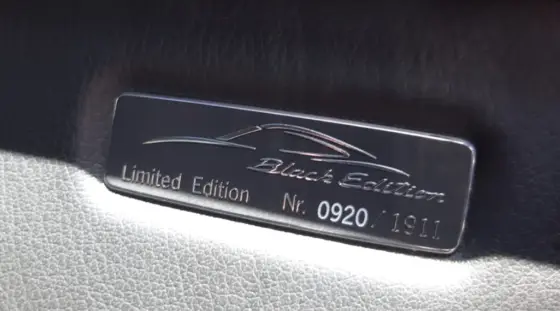 Black Edition
Limited Edition Nr. 0920 / 1911